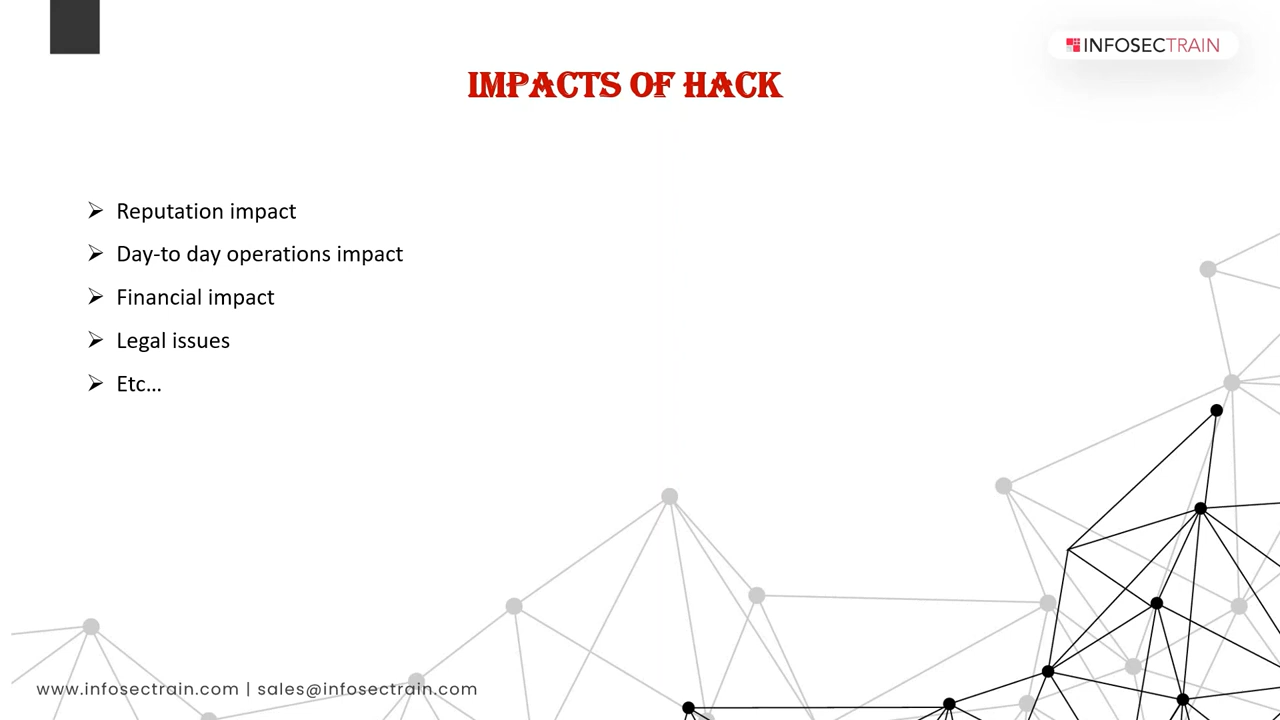 INFOSECTRAIN
IMPACTS OF HACK
Reputation impact
Day-to day operations impact
Financial impact
Legal issues
Etc...
www.infosectrain.com | sales@infosectrain.com